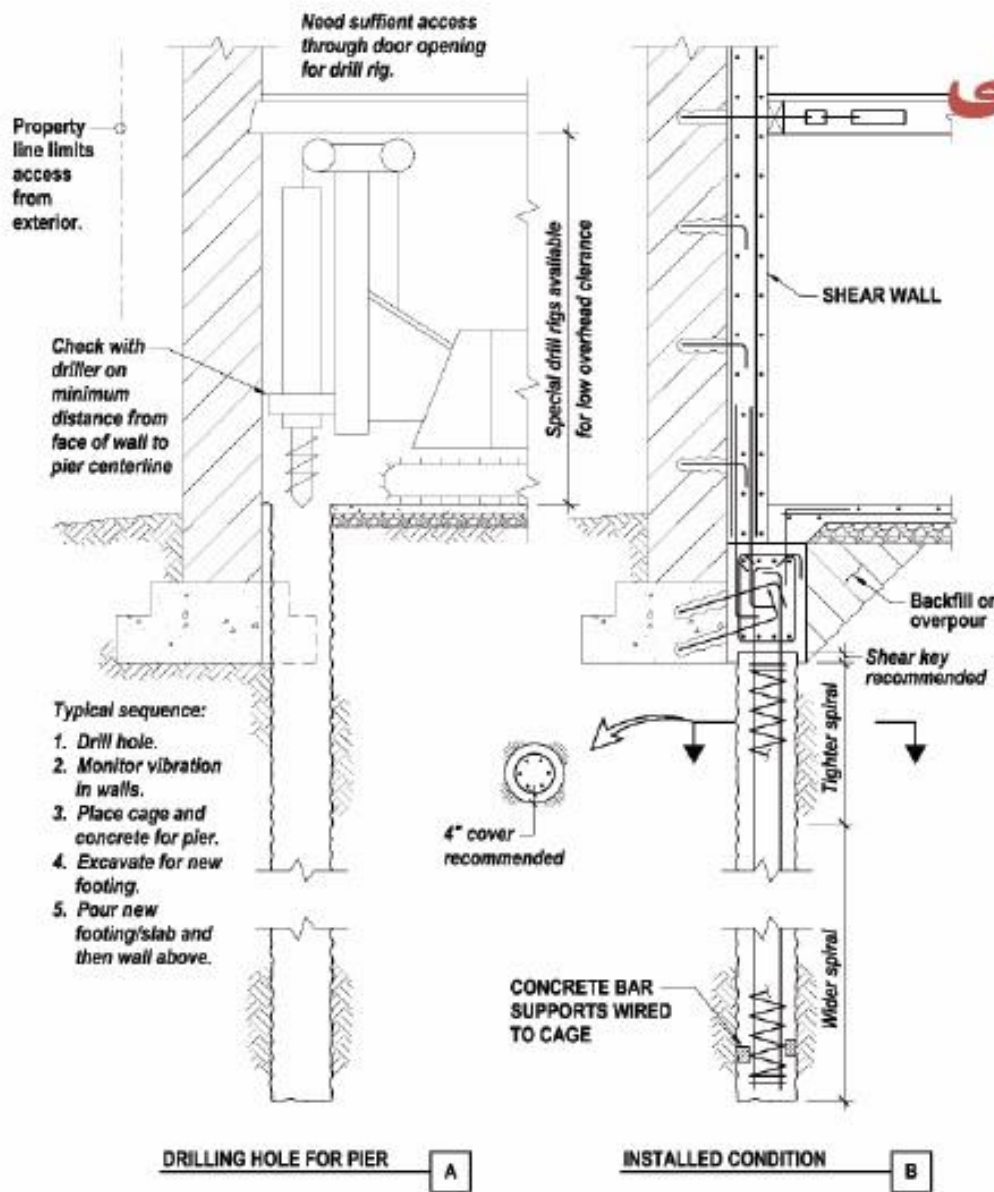 Need suffient access
through door opening
for drill rig.
Property
line limits
access
from
exterior.
Check with
driller on
minimum
distance from
face of wall to
pier centerline
Special drill rigs available
for low overhead clerance
SHEAR WALL
Backfill or
overpour
Shear key
recommended
Tighter spiral
Wider spiral
Typical sequence:
1. Drill hole.
2. Monitor vibration
in walls.
3. Place cage and
concrete for pier.
4. Excavate for new
footing.
5. Pour new
footing/slab and
then wall above.
4" cover
recommended
CONCRETE BAR
SUPPORTS WIRED
TO CAGE
DRILLING HOLE FOR PIER A
INSTALLED CONDITION B